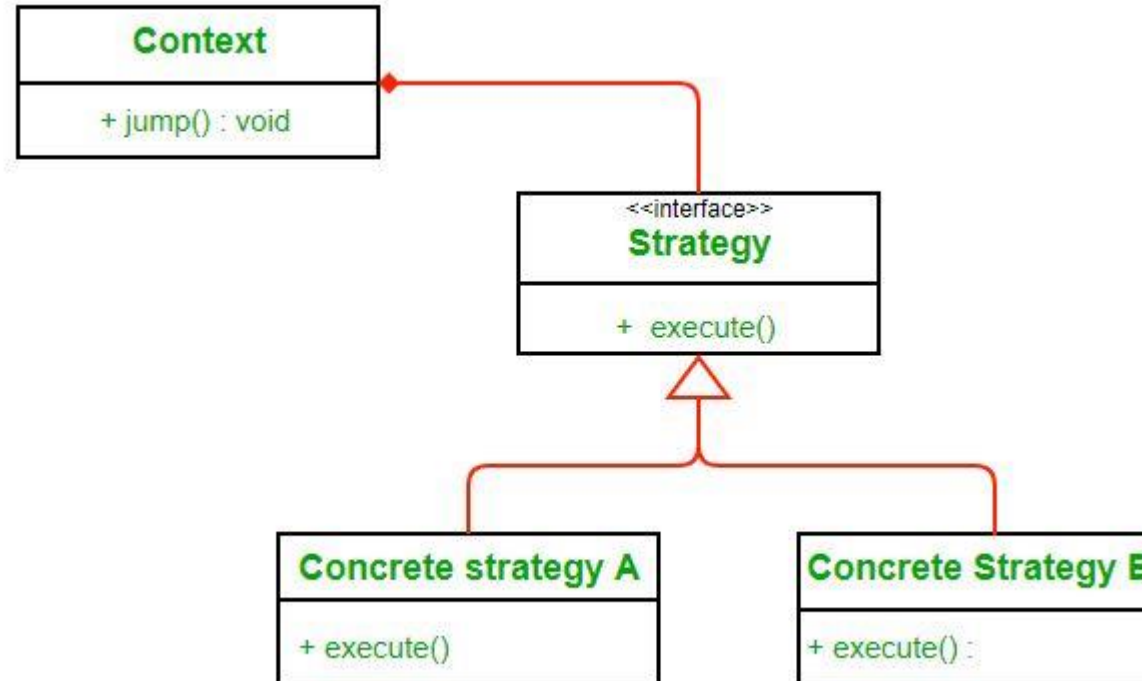 Context
+ jump() : void
<<interface>>
Strategy
+ execute()
Concrete strategy A
Concrete Strategy
+ execute()
+ execute() :